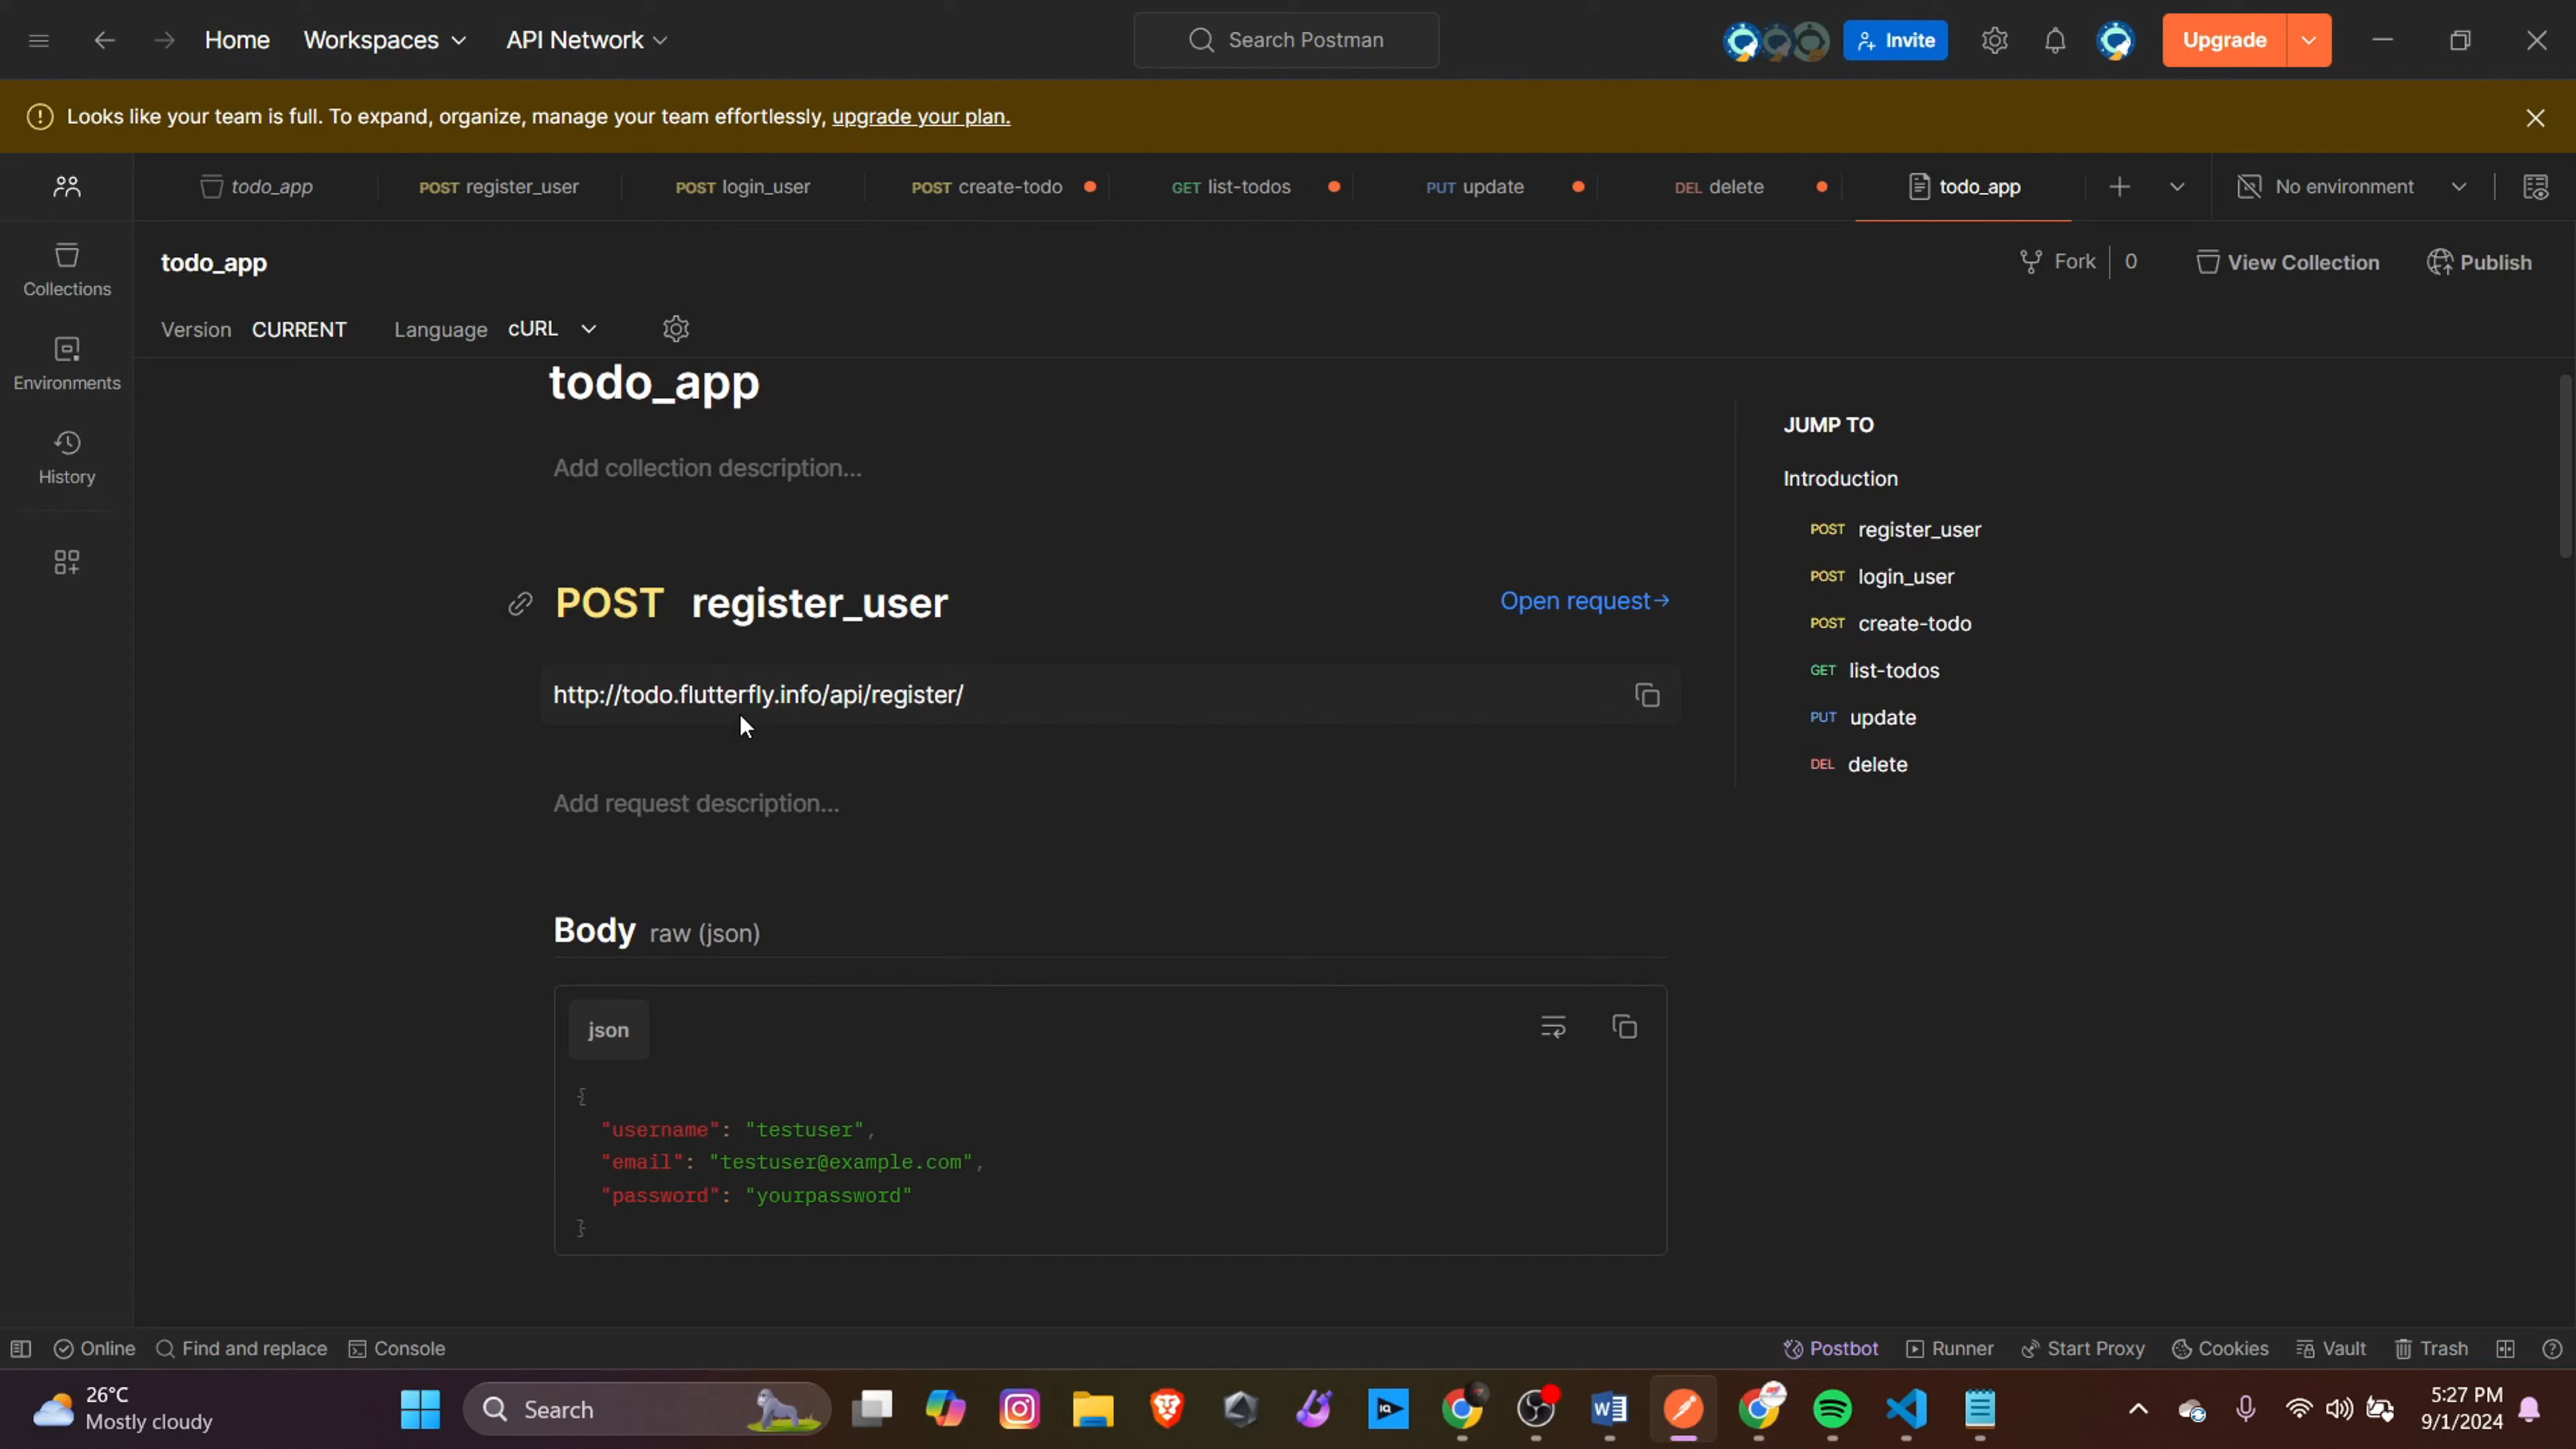 Home Workspaces API Network Search Postman Invite Upgrade
Looks like your team is full. To expand, organize, manage your team effortlessly, upgrade your plan.
todo_app POST register_user POST login_user POST create-todo GET list-todos PUT update DEL delete todo_app No environment
todo_app Fork 0 View Collection Publish
Version CURRENT Language cURL
Collections
Environments
History
todo_app
Add collection description...
POST register_user Open request→
http://todo.flutterfly.info/api/register/
Add request description...
Body raw (json)
json
{
"username": "testuser",
"email": "testuser@example.com",
"password": "yourpassword"
}
JUMP TO
Introduction
POST register_user
POST login_user
POST create-todo
GET list-todos
PUT update
DEL delete
Online Find and replace Console Postbot Runner Start Proxy Cookies Vault Trash
26°C
Mostly cloudy
Search
IQ
5:27 PM
9/1/2024